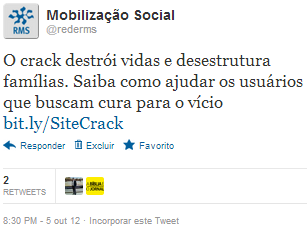 RMS
Mobilização Social
@rederms
O crack destrói vidas e desestrutura
famílias. Saiba como ajudar os usuários
que buscam cura para o vício
bit.ly/SiteCrack
Responder Excluir Favorito
2
RETWEETS
8:30 PM - 5 out 12 · Incorporar este Tweet